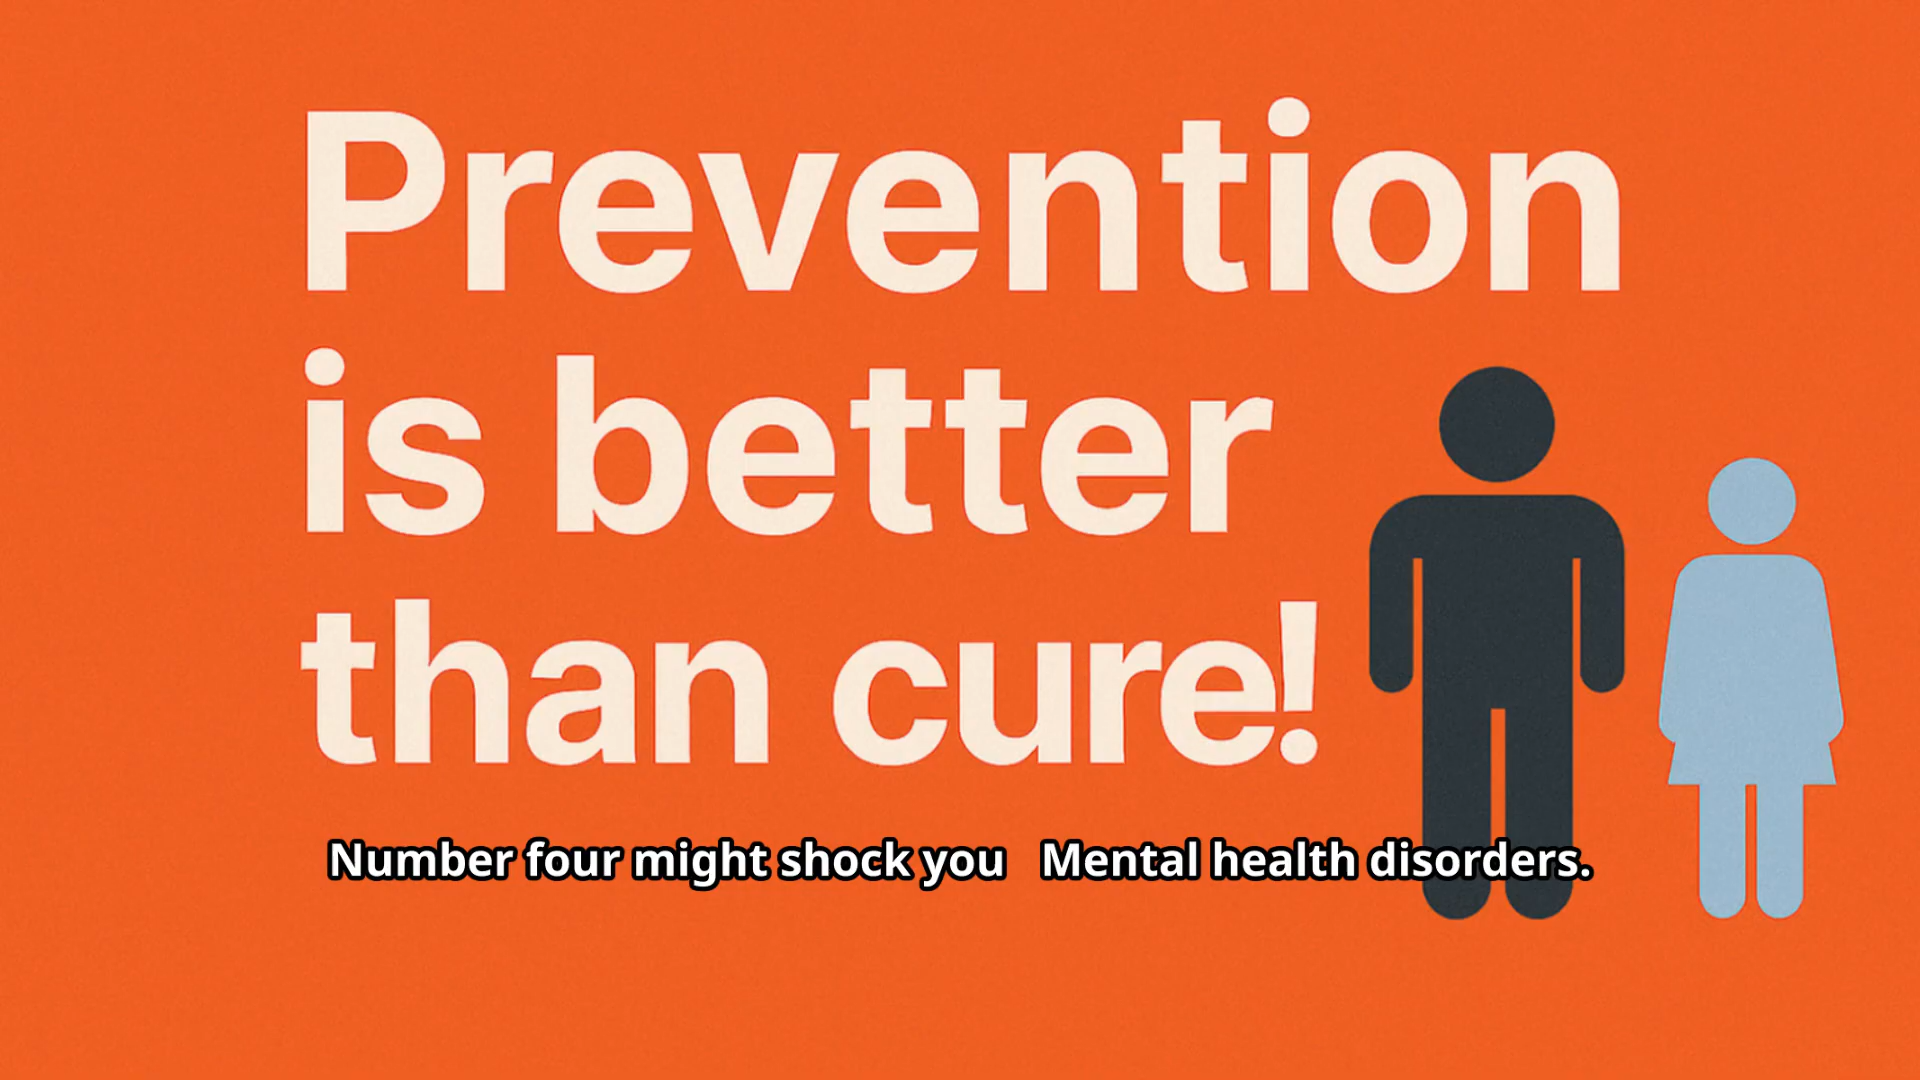 Prevention
is better
than cure!
Number four might shock you   Mental health disorders.